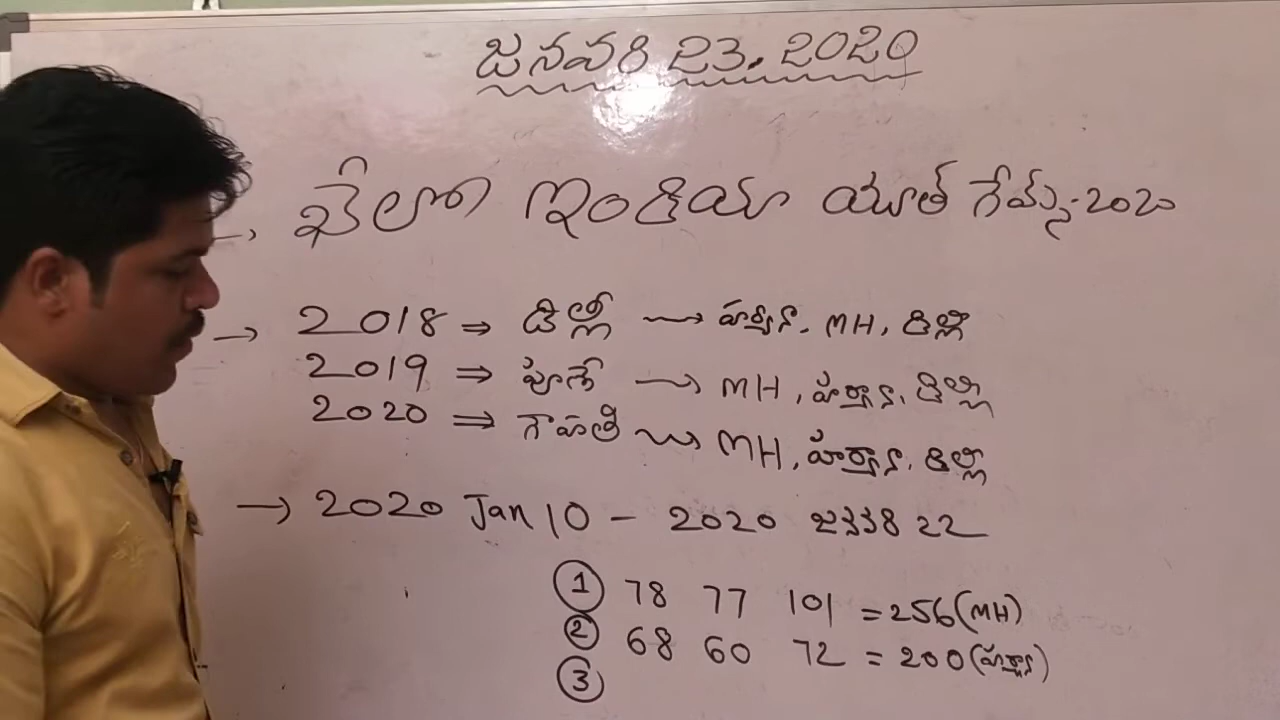 జనవరి 23. 2020
→ ఖేలో ఇండియా యూత్ గేమ్స్-2020
→ 2018 ⇒ ఢిల్లీ → హర్యానా, MH, ఢిల్లీ
2019 ⇒ పూణే → MH, హర్యానా, ఢిల్లీ
2020 ⇒ గౌహతి → MH, హర్యానా, ఢిల్లీ
→ 2020 Jan 10 - 2020 జనవరి 22
① 78 77 101 = 256 (MH)
② 68 60 72 = 200 (హర్యానా)
③